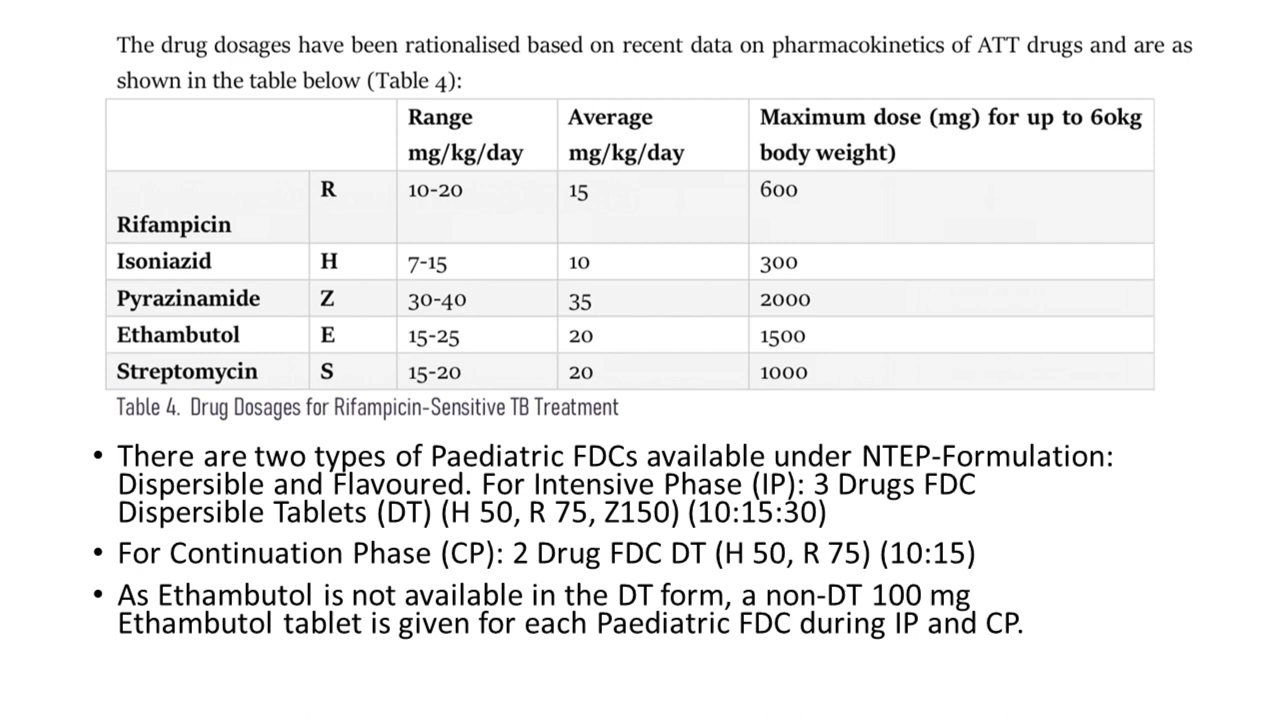 The drug dosages have been rationalised based on recent data on pharmacokinetics of ATT drugs and are as
shown in the table below (Table 4):
Range mg/kg/day Average mg/kg/day Maximum dose (mg) for up to 60kg body weight)
Rifampicin R 10-20 15 600
Isoniazid H 7-15 10 300
Pyrazinamide Z 30-40 35 2000
Ethambutol E 15-25 20 1500
Streptomycin S 15-20 20 1000
Table 4. Drug Dosages for Rifampicin-Sensitive TB Treatment
• There are two types of Paediatric FDCs available under NTEP-Formulation:
Dispersible and Flavoured. For Intensive Phase (IP): 3 Drugs FDC
Dispersible Tablets (DT) (H 50, R 75, Z150) (10:15:30)
• For Continuation Phase (CP): 2 Drug FDC DT (H 50, R 75) (10:15)
• As Ethambutol is not available in the DT form, a non-DT 100 mg
Ethambutol tablet is given for each Paediatric FDC during IP and CP.